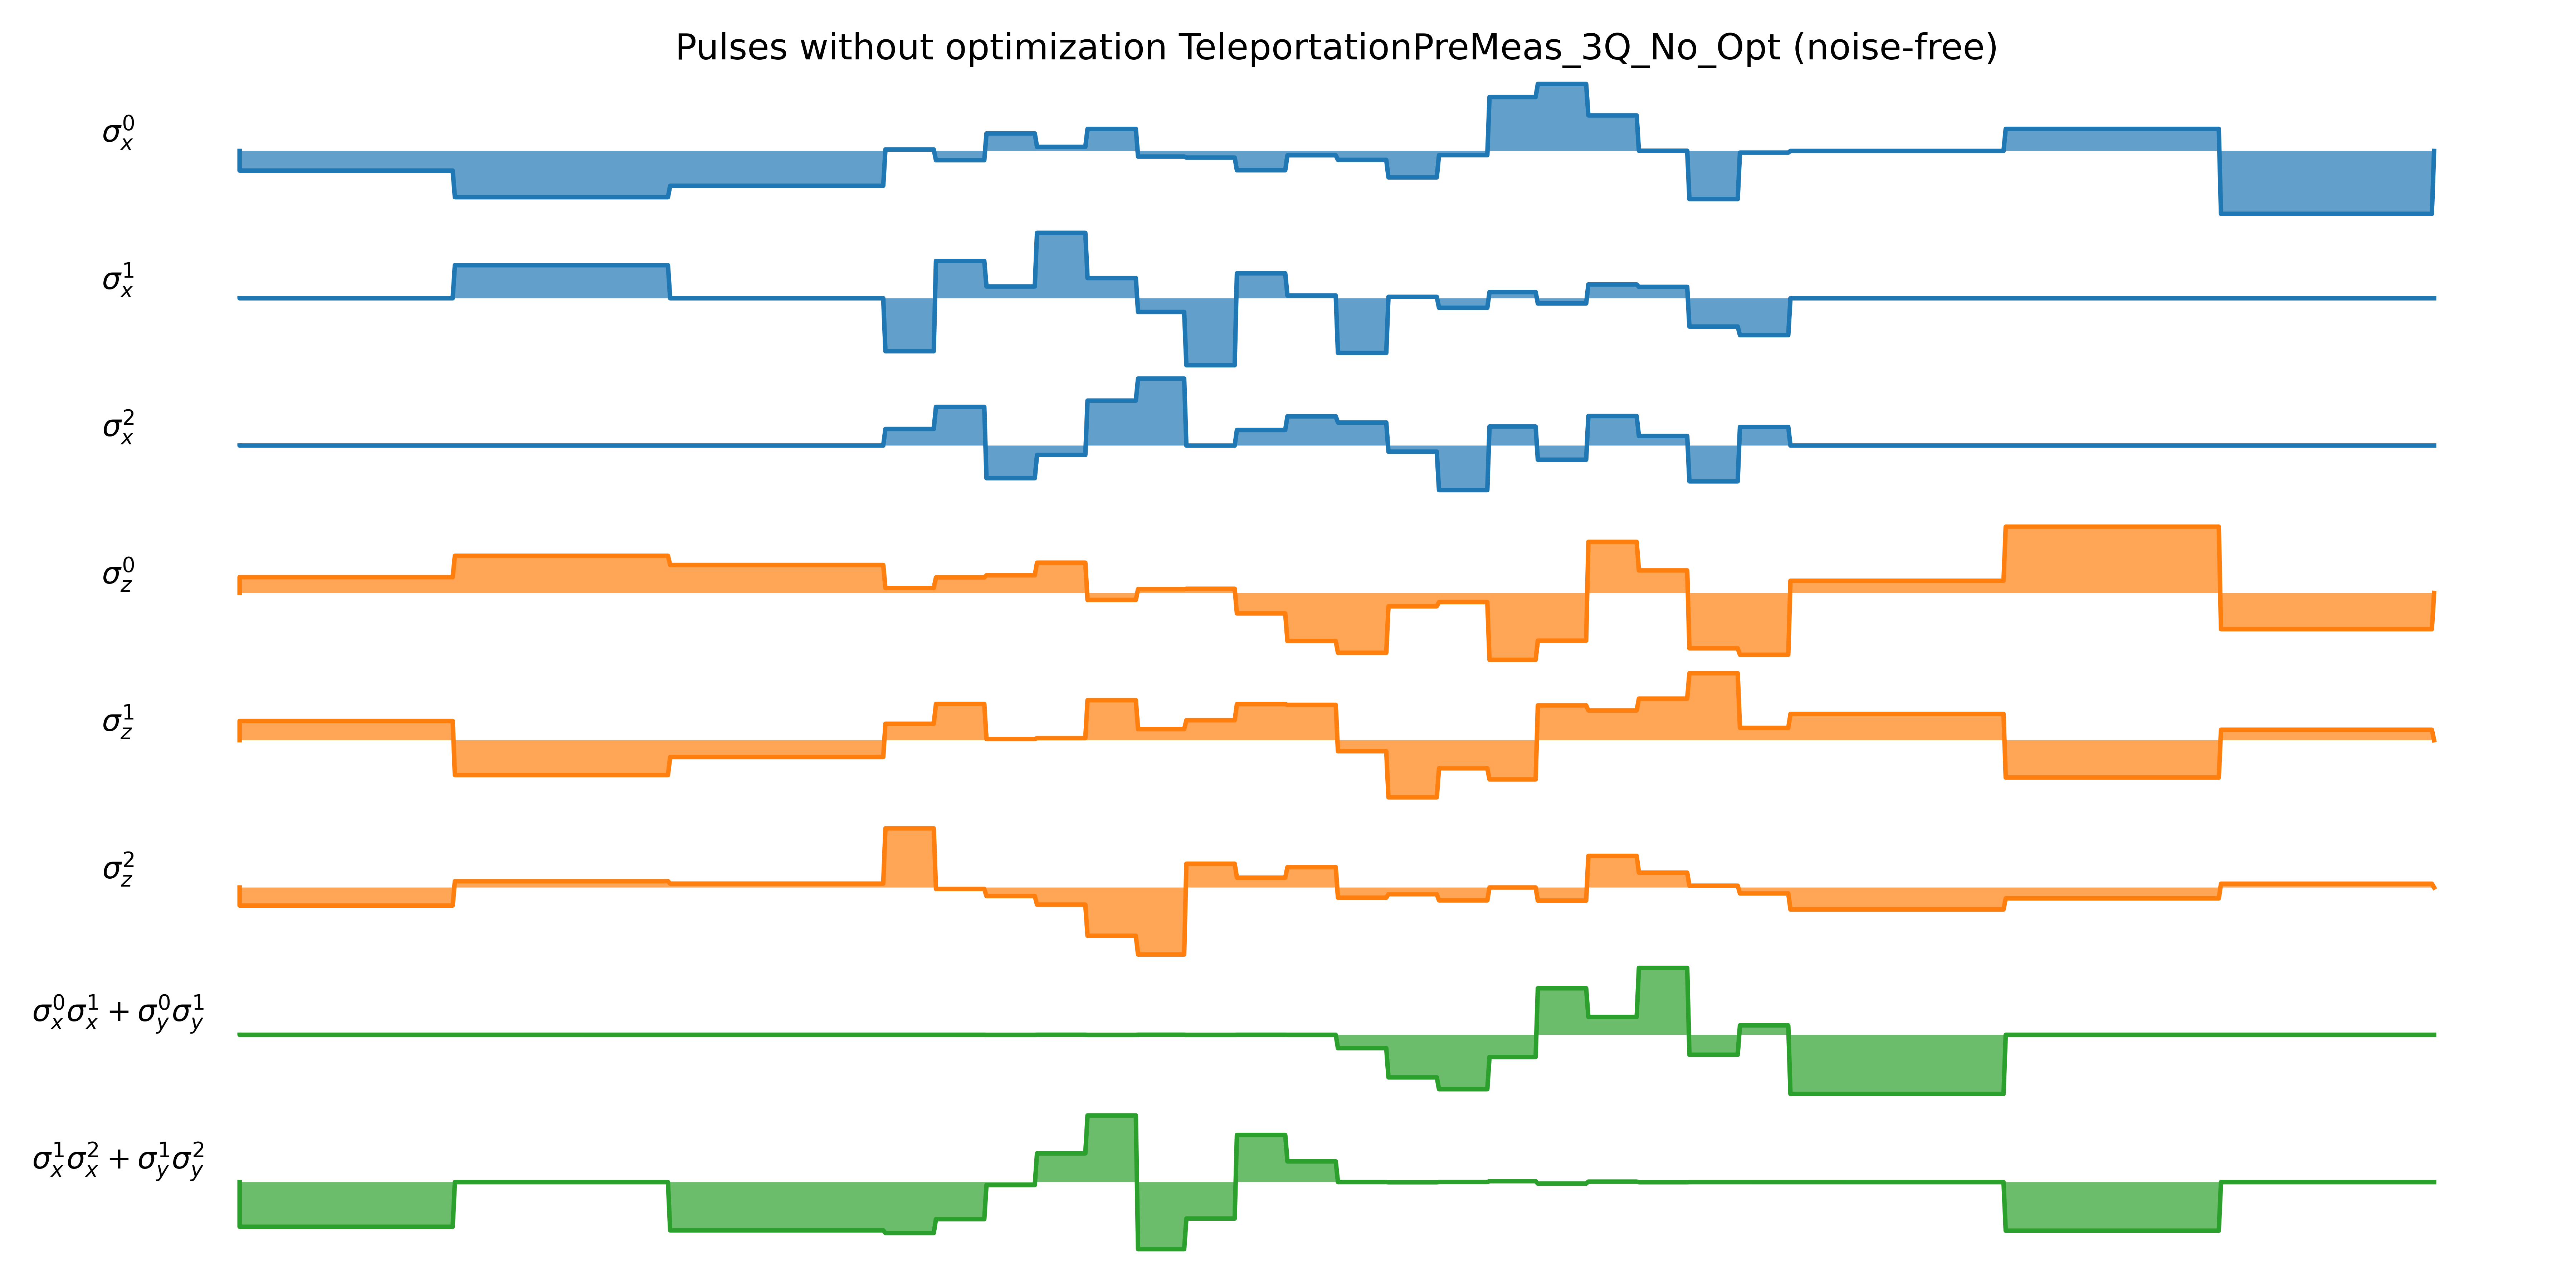 Pulses without optimization TeleportationPreMeas_3Q_No_Opt (noise-free)
σ_x^0
σ_x^1
σ_x^2
σ_z^0
σ_z^1
σ_z^2
σ_x^0σ_x^1 + σ_y^0σ_y^1
σ_x^1σ_x^2 + σ_y^1σ_y^2